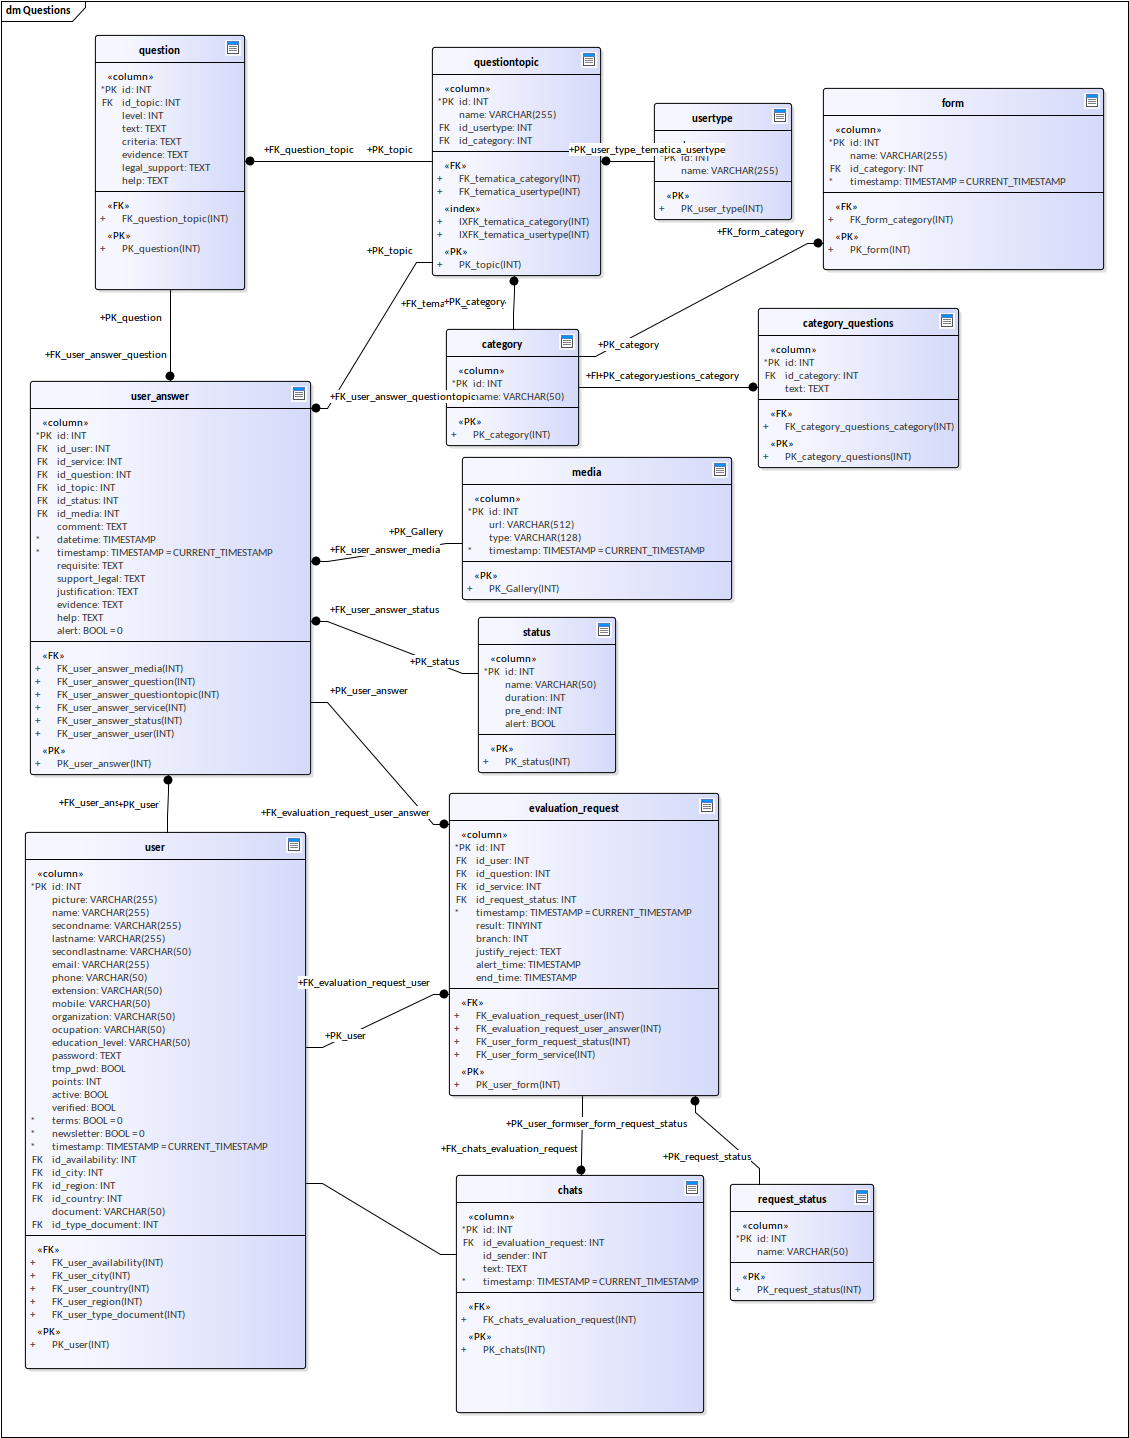 dm Questions
question
«column»
*PK id: INT
FK id_topic: INT
level: INT
text: TEXT
criteria: TEXT
evidence: TEXT
legal_support: TEXT
help: TEXT
«FK»
+ FK_question_topic(INT)
«PK»
+ PK_question(INT)
questiontopic
«column»
*PK id: INT
name: VARCHAR(255)
FK id_usertype: INT
FK id_category: INT
«FK»
+ FK_tematica_category(INT)
+ FK_tematica_usertype(INT)
«index»
+ IXFK_tematica_category(INT)
+ IXFK_tematica_usertype(INT)
«PK»
+ PK_topic(INT)
usertype
*PK id: INT
name: VARCHAR(255)
«PK»
+ PK_user_type(INT)
form
«column»
*PK id: INT
name: VARCHAR(255)
FK id_category: INT
* timestamp: TIMESTAMP = CURRENT_TIMESTAMP
«FK»
+ FK_form_category(INT)
«PK»
+ PK_form(INT)
+FK_question_topic
+PK_topic
+PK_user_type_tematica_usertype
+FK_form_category
+PK_topic
+FK_tema
+PK_category
+PK_question
+FK_user_answer_question
category
«column»
*PK id: INT
name: VARCHAR(50)
«PK»
+ PK_category(INT)
+PK_category
+FI+PK_category.estions_category
category_questions
«column»
*PK id: INT
FK id_category: INT
text: TEXT
«FK»
+ FK_category_questions_category(INT)
«PK»
+ PK_category_questions(INT)
+FK_user_answer_questiontopic
user_answer
«column»
*PK id: INT
FK id_user: INT
FK id_service: INT
FK id_question: INT
FK id_topic: INT
FK id_status: INT
FK id_media: INT
comment: TEXT
* datetime: TIMESTAMP
* timestamp: TIMESTAMP = CURRENT_TIMESTAMP
requisite: TEXT
support_legal: TEXT
justification: TEXT
evidence: TEXT
help: TEXT
alert: BOOL = 0
«FK»
+ FK_user_answer_media(INT)
+ FK_user_answer_question(INT)
+ FK_user_answer_questiontopic(INT)
+ FK_user_answer_service(INT)
+ FK_user_answer_status(INT)
+ FK_user_answer_user(INT)
«PK»
+ PK_user_answer(INT)
media
«column»
*PK id: INT
url: VARCHAR(512)
type: VARCHAR(128)
* timestamp: TIMESTAMP = CURRENT_TIMESTAMP
«PK»
+ PK_Gallery(INT)
+PK_Gallery
+FK_user_answer_media
+FK_user_answer_status
+PK_status
status
«column»
*PK id: INT
name: VARCHAR(50)
duration: INT
pre_end: INT
alert: BOOL
«PK»
+ PK_status(INT)
+PK_user_answer
+FK_evaluation_request_user_answer
+FK_user_ans
+PK_user
evaluation_request
«column»
*PK id: INT
FK id_user: INT
FK id_question: INT
FK id_service: INT
FK id_request_status: INT
* timestamp: TIMESTAMP = CURRENT_TIMESTAMP
result: TINYINT
branch: INT
justify_reject: TEXT
alert_time: TIMESTAMP
end_time: TIMESTAMP
«FK»
+ FK_evaluation_request_user(INT)
+ FK_evaluation_request_user_answer(INT)
+ FK_user_form_request_status(INT)
+ FK_user_form_service(INT)
«PK»
+ PK_user_form(INT)
user
«column»
*PK id: INT
picture: VARCHAR(255)
name: VARCHAR(255)
secondname: VARCHAR(255)
lastname: VARCHAR(255)
secondlastname: VARCHAR(50)
email: VARCHAR(255)
phone: VARCHAR(50)
extension: VARCHAR(50)
mobile: VARCHAR(50)
organization: VARCHAR(50)
ocupation: VARCHAR(50)
education_level: VARCHAR(50)
password: TEXT
tmp_pwd: BOOL
points: INT
active: BOOL
verified: BOOL
* terms: BOOL = 0
* newsletter: BOOL = 0
* timestamp: TIMESTAMP = CURRENT_TIMESTAMP
FK id_availability: INT
FK id_city: INT
FK id_region: INT
FK id_country: INT
document: VARCHAR(50)
FK id_type_document: INT
«FK»
+ FK_user_availability(INT)
+ FK_user_city(INT)
+ FK_user_country(INT)
+ FK_user_region(INT)
+ FK_user_type_document(INT)
«PK»
+ PK_user(INT)
+FK_evaluation_request_user
+PK_user
+PK_user_formser_form_request_status
+FK_chats_evaluation_request
+PK_request_status
chats
«column»
*PK id: INT
FK id_evaluation_request: INT
id_sender: INT
text: TEXT
* timestamp: TIMESTAMP = CURRENT_TIMESTAMP
«FK»
+ FK_chats_evaluation_request(INT)
«PK»
+ PK_chats(INT)
request_status
«column»
*PK id: INT
name: VARCHAR(50)
«PK»
+ PK_request_status(INT)